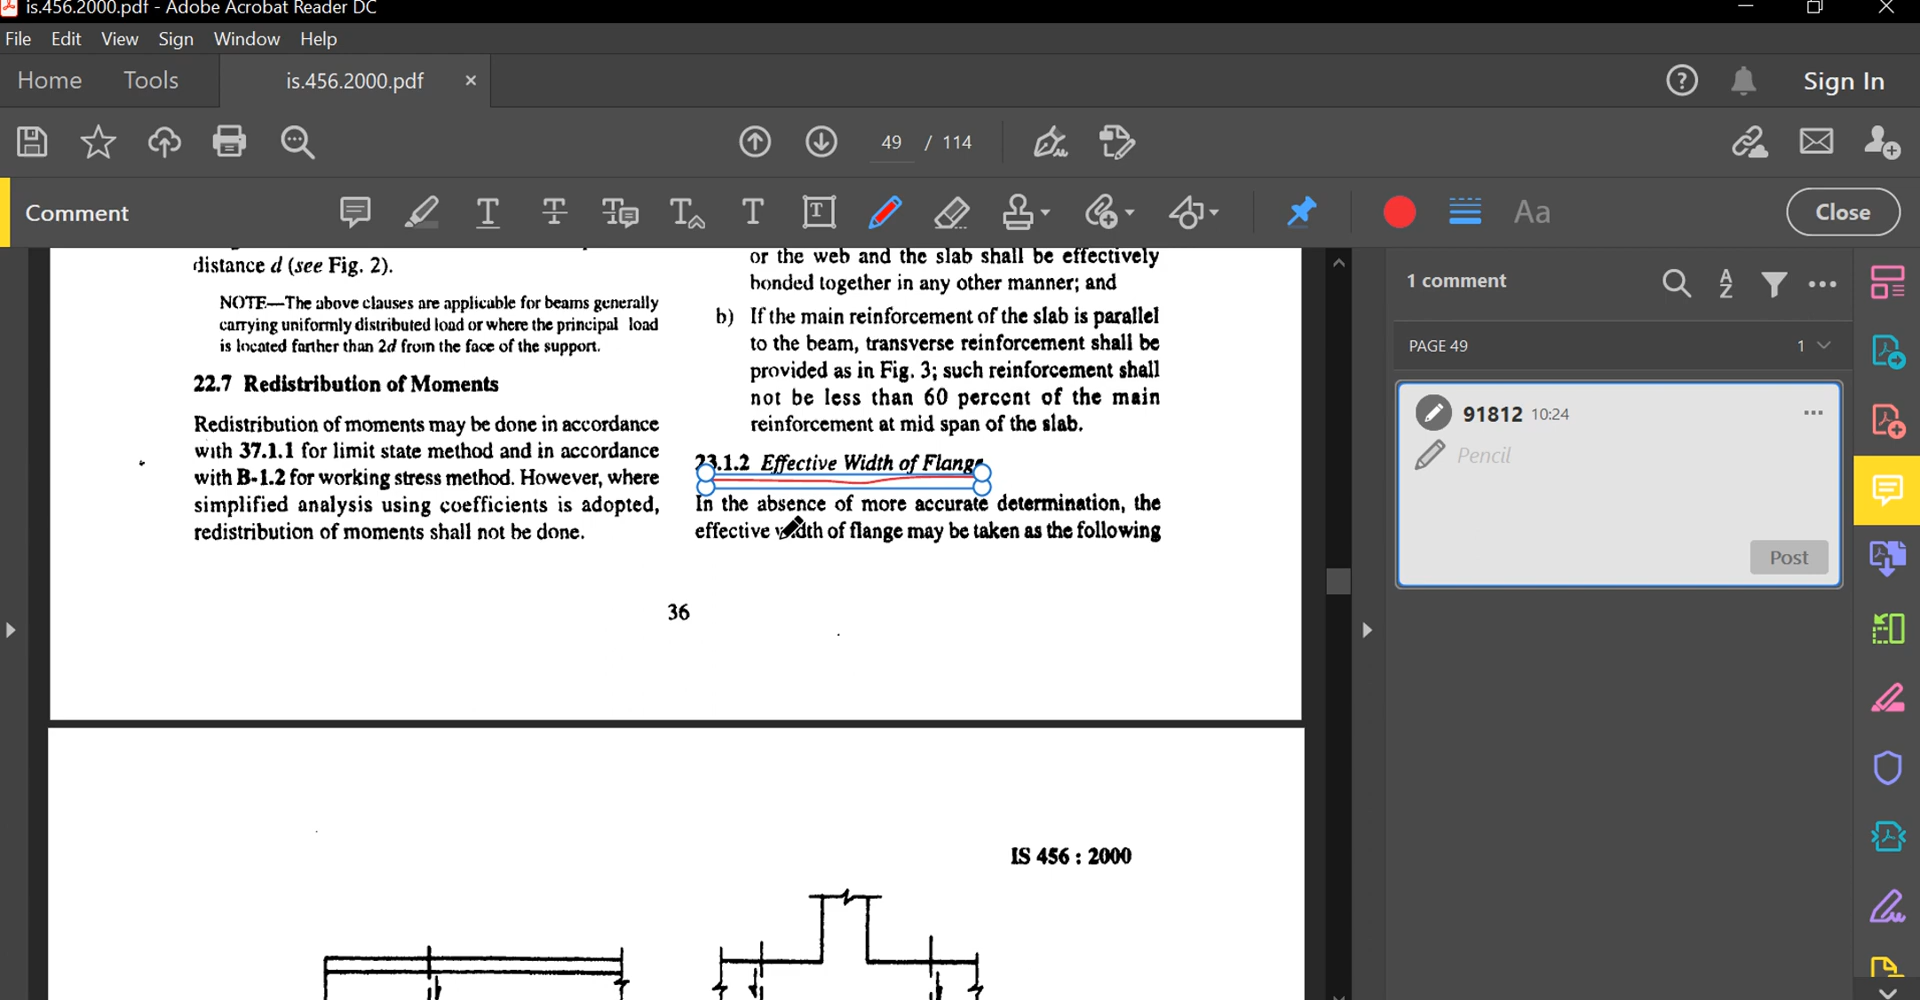 is.456.2000.pdf - Adobe Acrobat Reader DC
File Edit View Sign Window Help
Home Tools is.456.2000.pdf × Sign In
49 / 114
Comment Aa Close
distance d (see Fig. 2).
NOTE—The above clauses are applicable for beams generally
carrying uniformly distributed load or where the principal load
is located farther than 2d from the face of the support.
22.7 Redistribution of Moments
Redistribution of moments may be done in accordance
with 37.1.1 for limit state method and in accordance
with B-1.2 for working stress method. However, where
simplified analysis using coefficients is adopted,
redistribution of moments shall not be done.
or the web and the slab shall be effectively
bonded together in any other manner; and
b) If the main reinforcement of the slab is parallel
to the beam, transverse reinforcement shall be
provided as in Fig. 3; such reinforcement shall
not be less than 60 percent of the main
reinforcement at mid span of the slab.
23.1.2 Effective Width of Flange
In the absence of more accurate determination, the
effective width of flange may be taken as the following
36
IS 456 : 2000
1 comment
PAGE 49 1
91812 10:24
Pencil
Post